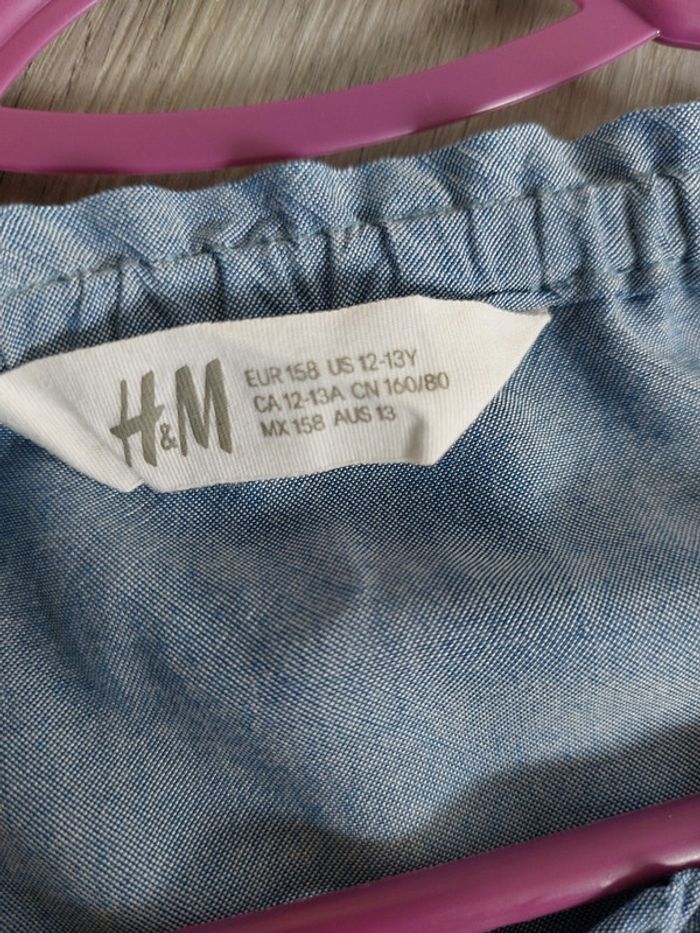 H&M
EUR 158 US 12-13Y
CA 12-13A CN 160/80
MX 158 AUS 13